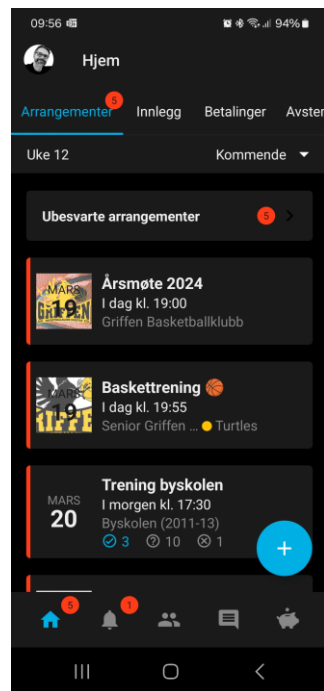 09:56
94%
Hjem
5
Arrangementer
Innlegg
Betalinger
Uke 12
Kommende
Ubesvarte arrangementer
5
MARS
19
Årsmøte 2024
I dag kl. 19:00
Griffen Basketballklubb
MARS
19
Baskettrening 🏀
I dag kl. 19:55
Senior Griffen ... Turtles
MARS
20
Trening byskolen
I morgen kl. 17:30
Byskolen (2011-13)
3 10 1
+
5
1